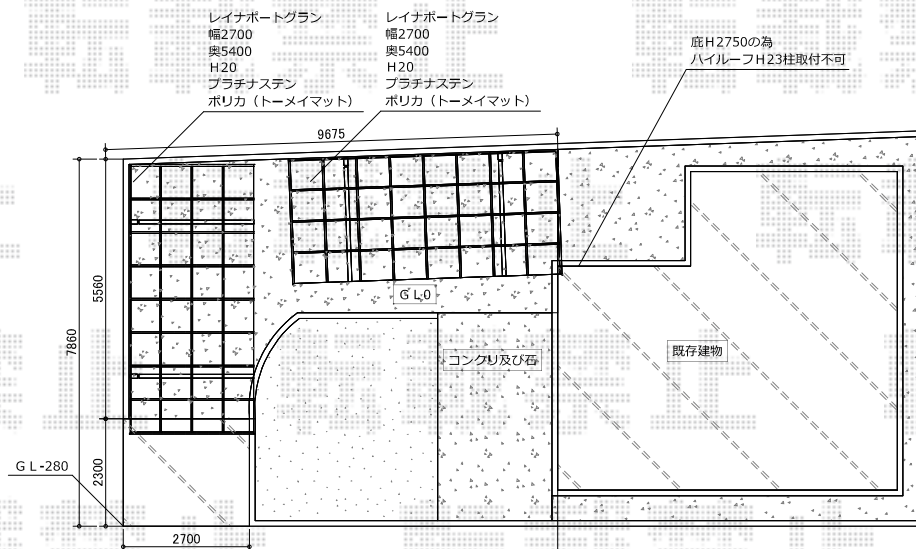 レイナポートグラン
幅2700
奥5400
H20
プラチナステン
ポリカ（トーメイマット）
レイナポートグラン
幅2700
奥5400
H20
プラチナステン
ポリカ（トーメイマット）
庇H2750の為
ハイルーフH23柱取付不可
9675
5560
7860
GL0
コンクリ及び石
既存建物
GL-280
2300
2700